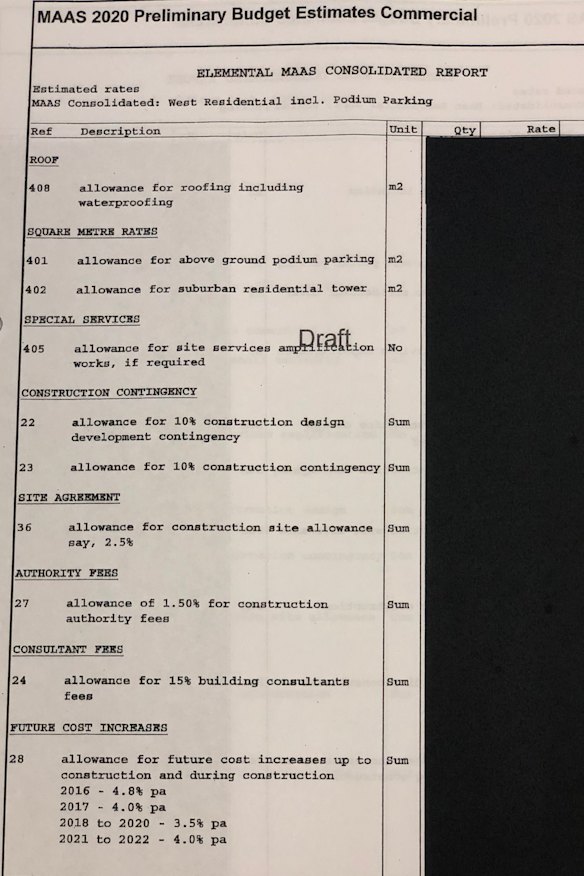 MAAS 2020 Preliminary Budget Estimates Commercial
ELEMENTAL MAAS CONSOLIDATED REPORT
Estimated rates
MAAS Consolidated: West Residential incl. Podium Parking
Ref Description Unit Qty Rate
ROOF
408 allowance for roofing including m2
waterproofing
SQUARE METRE RATES
401 allowance for above ground podium parking m2
402 allowance for suburban residential tower m2
SPECIAL SERVICES
Draft
405 allowance for site services amplification No
works, if required
CONSTRUCTION CONTINGENCY
22 allowance for 10% construction design Sum
development contingency
23 allowance for 10% construction contingency Sum
SITE AGREEMENT
36 allowance for construction site allowance Sum
say, 2.5%
AUTHORITY FEES
27 allowance of 1.50% for construction Sum
authority fees
CONSULTANT FEES
24 allowance for 15% building consultants Sum
fees
FUTURE COST INCREASES
28 allowance for future cost increases up to Sum
construction and during construction
2016 - 4.8% pa
2017 - 4.0% pa
2018 to 2020 - 3.5% pa
2021 to 2022 - 4.0% pa